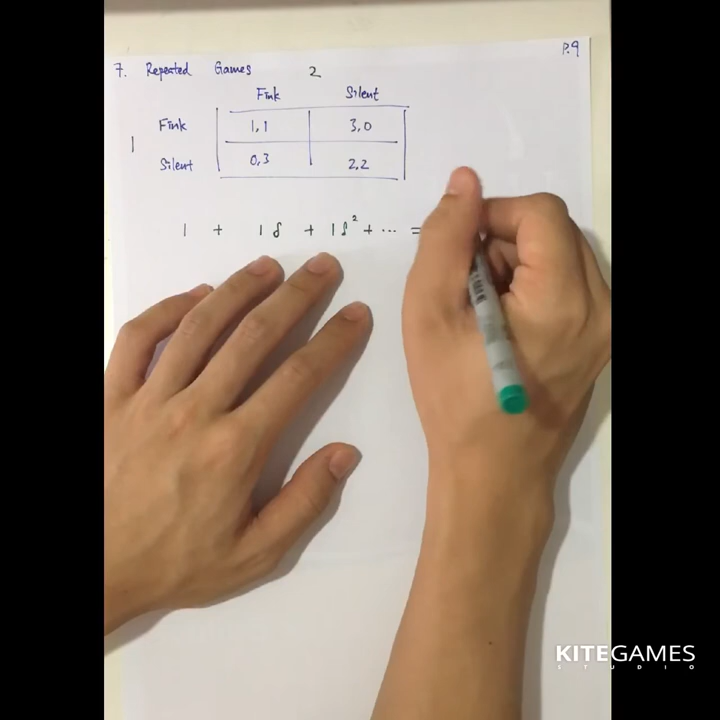 P.9
7. Repeated Games 2
Fink Silent
Fink 1,1 3,0
1
Silent 0,3 2,2
1 + 1δ + 1δ² + ... =
KITEGAMES
STUDIO